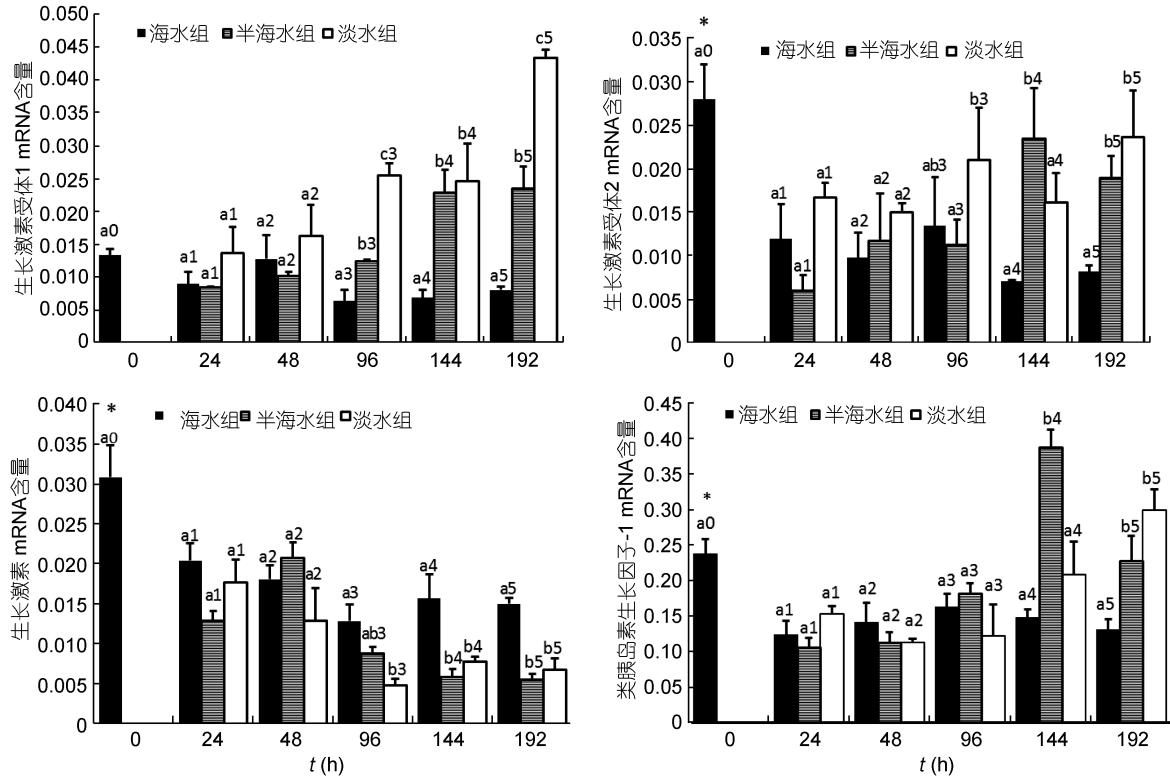 生长激素受体1 mRNA含量
海水组 半海水组 淡水组
0.050
0.045
0.040
0.035
0.030
0.025
0.020
0.015
0.010
0.005
0
a0
a1 a1 a1
a2 a2 a2
a3 b3 c3
a4 b4 b4
a5 b5 c5
0 24 48 96 144 192
生长激素受体2 mRNA含量
海水组 半海水组 淡水组
0.035
0.030
0.025
0.020
0.015
0.010
0.005
0
*
a0
a1 a1 a1
a2 a2 a2
ab3 a3 b3
a4 b4 a4
a5 b5 b5
0 24 48 96 144 192
生长激素 mRNA含量
海水组 半海水组 淡水组
0.040
0.035
0.030
0.025
0.020
0.015
0.010
0.005
0
*
a0
a1 a1 a1
a2 a2 a2
a3 ab3 b3
a4 b4 b4
a5 b5 b5
0 24 48 96 144 192
t (h)
类胰岛素生长因子-1 mRNA含量
海水组 半海水组 淡水组
0.45
0.40
0.35
0.30
0.25
0.20
0.15
0.10
0.05
0
*
a0
a1 a1 a1
a2 a2 a2
a3 a3 a3
a4 b4 a4
a5 b5 b5
0 24 48 96 144 192
t (h)